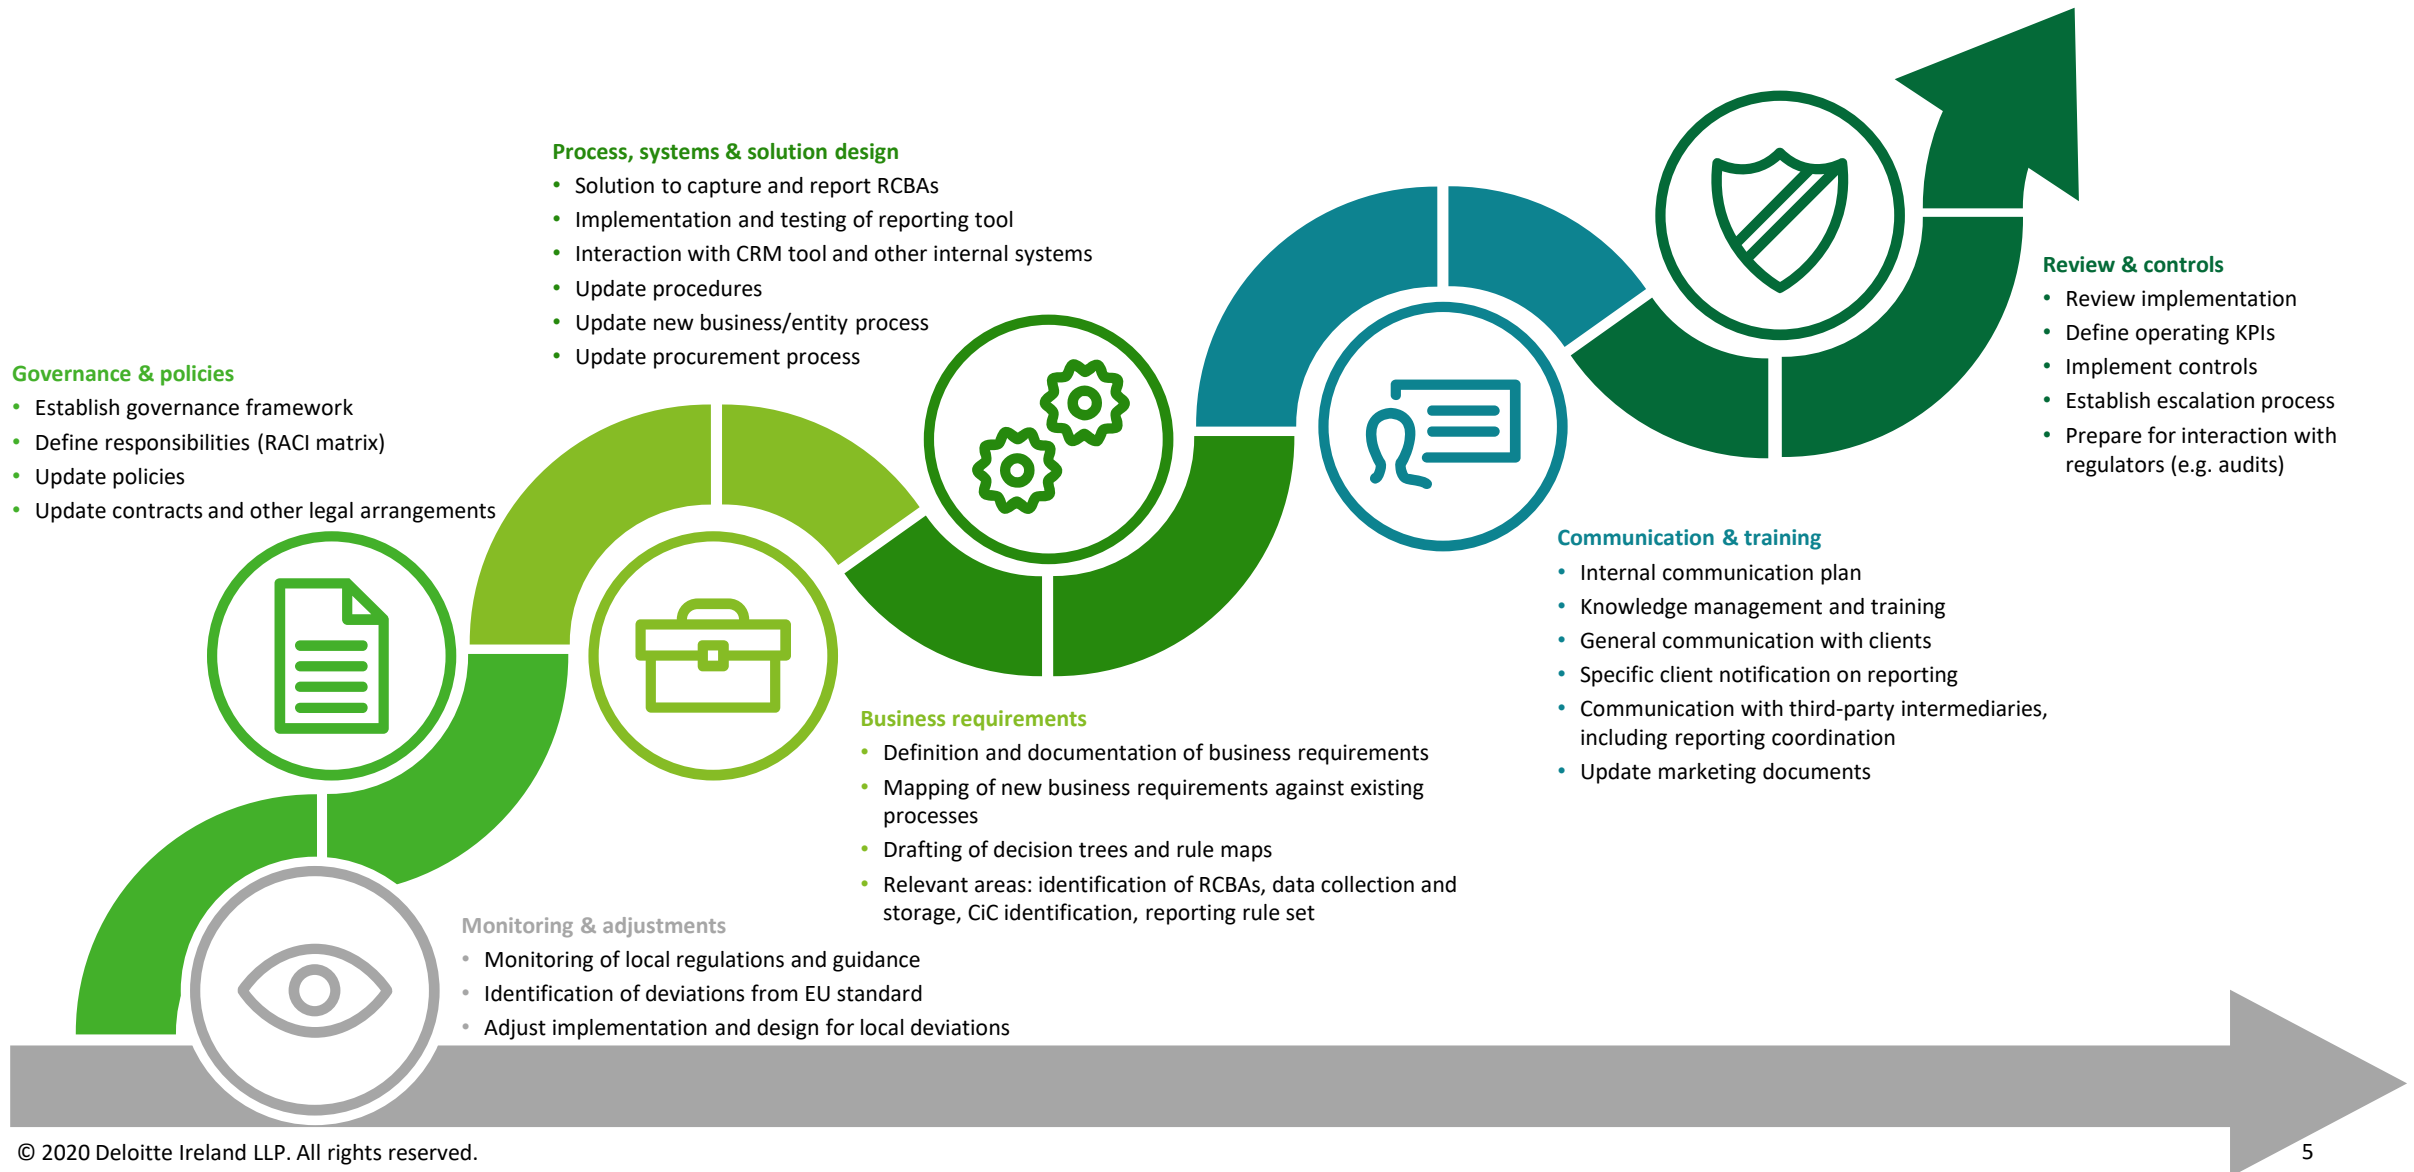 Process, systems & solution design
• Solution to capture and report RCBAs
• Implementation and testing of reporting tool
• Interaction with CRM tool and other internal systems
• Update procedures
• Update new business/entity process
• Update procurement process
Governance & policies
• Establish governance framework
• Define responsibilities (RACI matrix)
• Update policies
• Update contracts and other legal arrangements
Review & controls
• Review implementation
• Define operating KPIs
• Implement controls
• Establish escalation process
• Prepare for interaction with
regulators (e.g. audits)
Communication & training
• Internal communication plan
• Knowledge management and training
• General communication with clients
• Specific client notification on reporting
• Communication with third-party intermediaries,
including reporting coordination
• Update marketing documents
Business requirements
• Definition and documentation of business requirements
• Mapping of new business requirements against existing
processes
• Drafting of decision trees and rule maps
• Relevant areas: identification of RCBAs, data collection and
storage, CiC identification, reporting rule set
Monitoring & adjustments
• Monitoring of local regulations and guidance
• Identification of deviations from EU standard
• Adjust implementation and design for local deviations
© 2020 Deloitte Ireland LLP. All rights reserved.
5